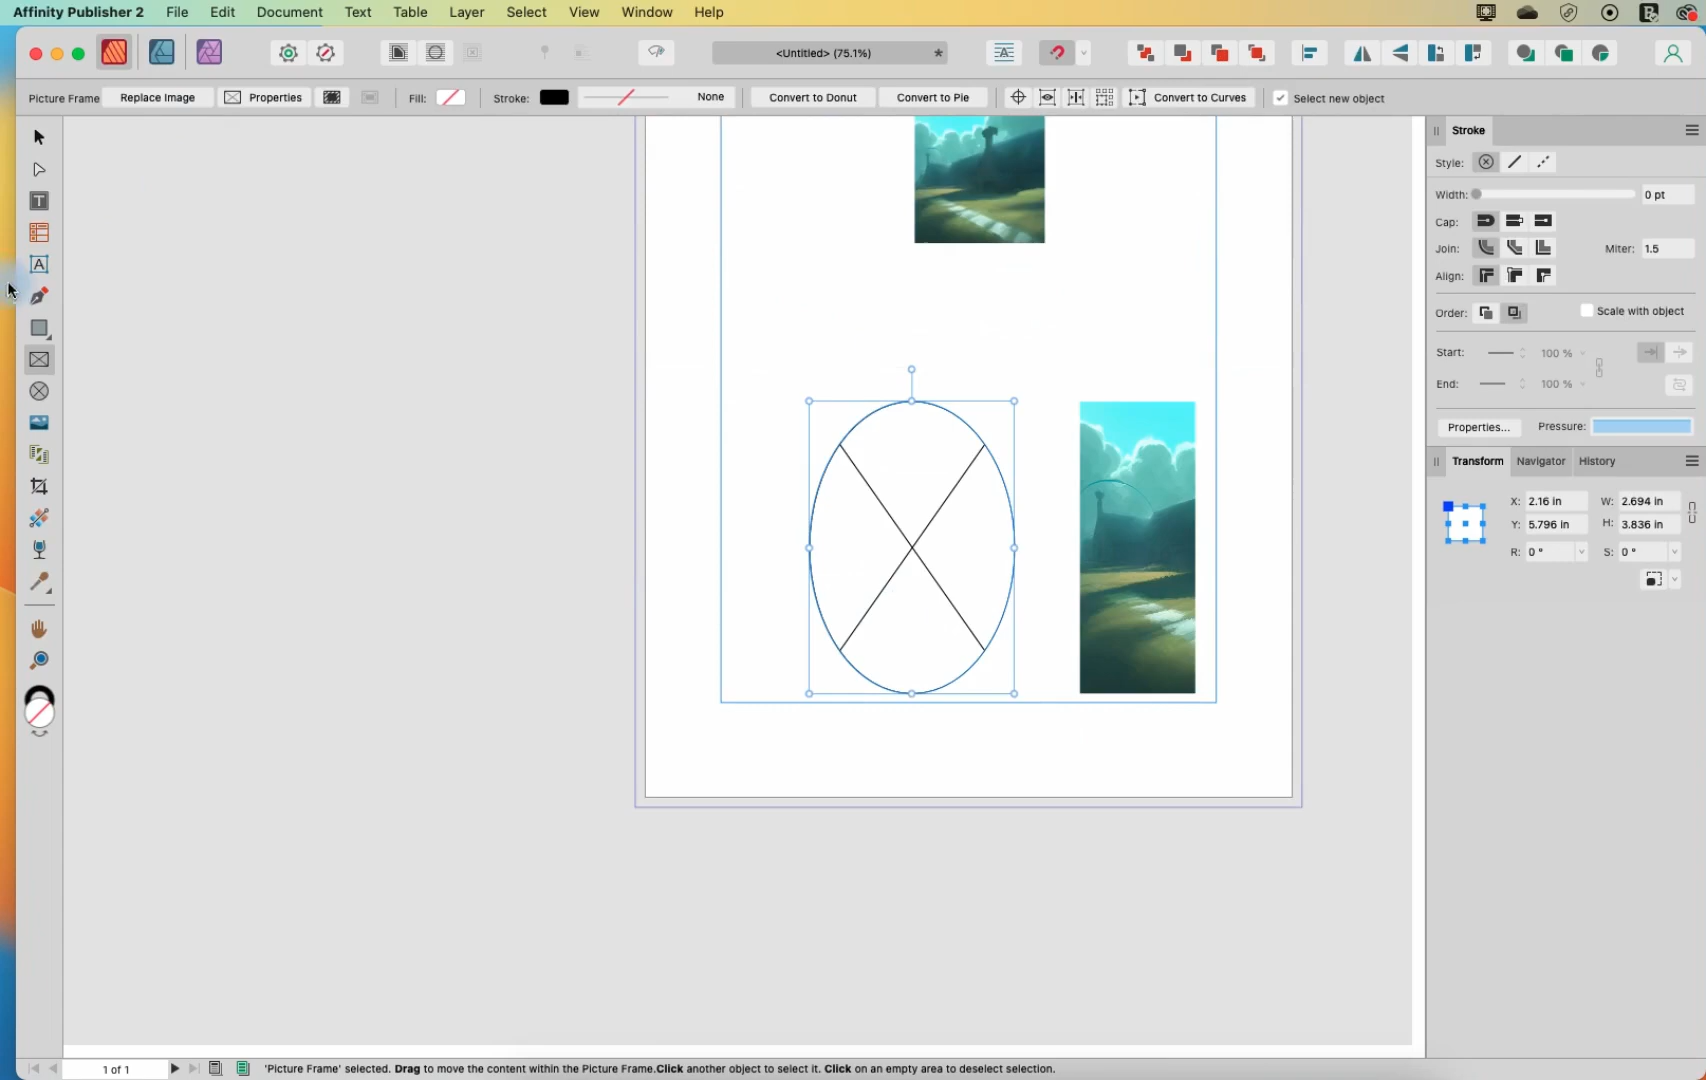 Affinity Publisher 2 File Edit Document Text Table Layer Select View Window Help
<Untitled> (75.1%) *
Picture Frame Replace Image Properties Fill: Stroke: None Convert to Donut Convert to Pie Convert to Curves Select new object
Stroke
Style:
Width: 0 pt
Cap:
Join: Miter: 1.5
Align:
Order: Scale with object
Start: 100 %
End: 100 %
Properties... Pressure:
Transform Navigator History
X: 2.16 in W: 2.694 in
Y: 5.796 in H: 3.836 in
R: 0 ° S: 0 °
1 of 1 'Picture Frame' selected. Drag to move the content within the Picture Frame.Click another object to select it. Click on an empty area to deselect selection.